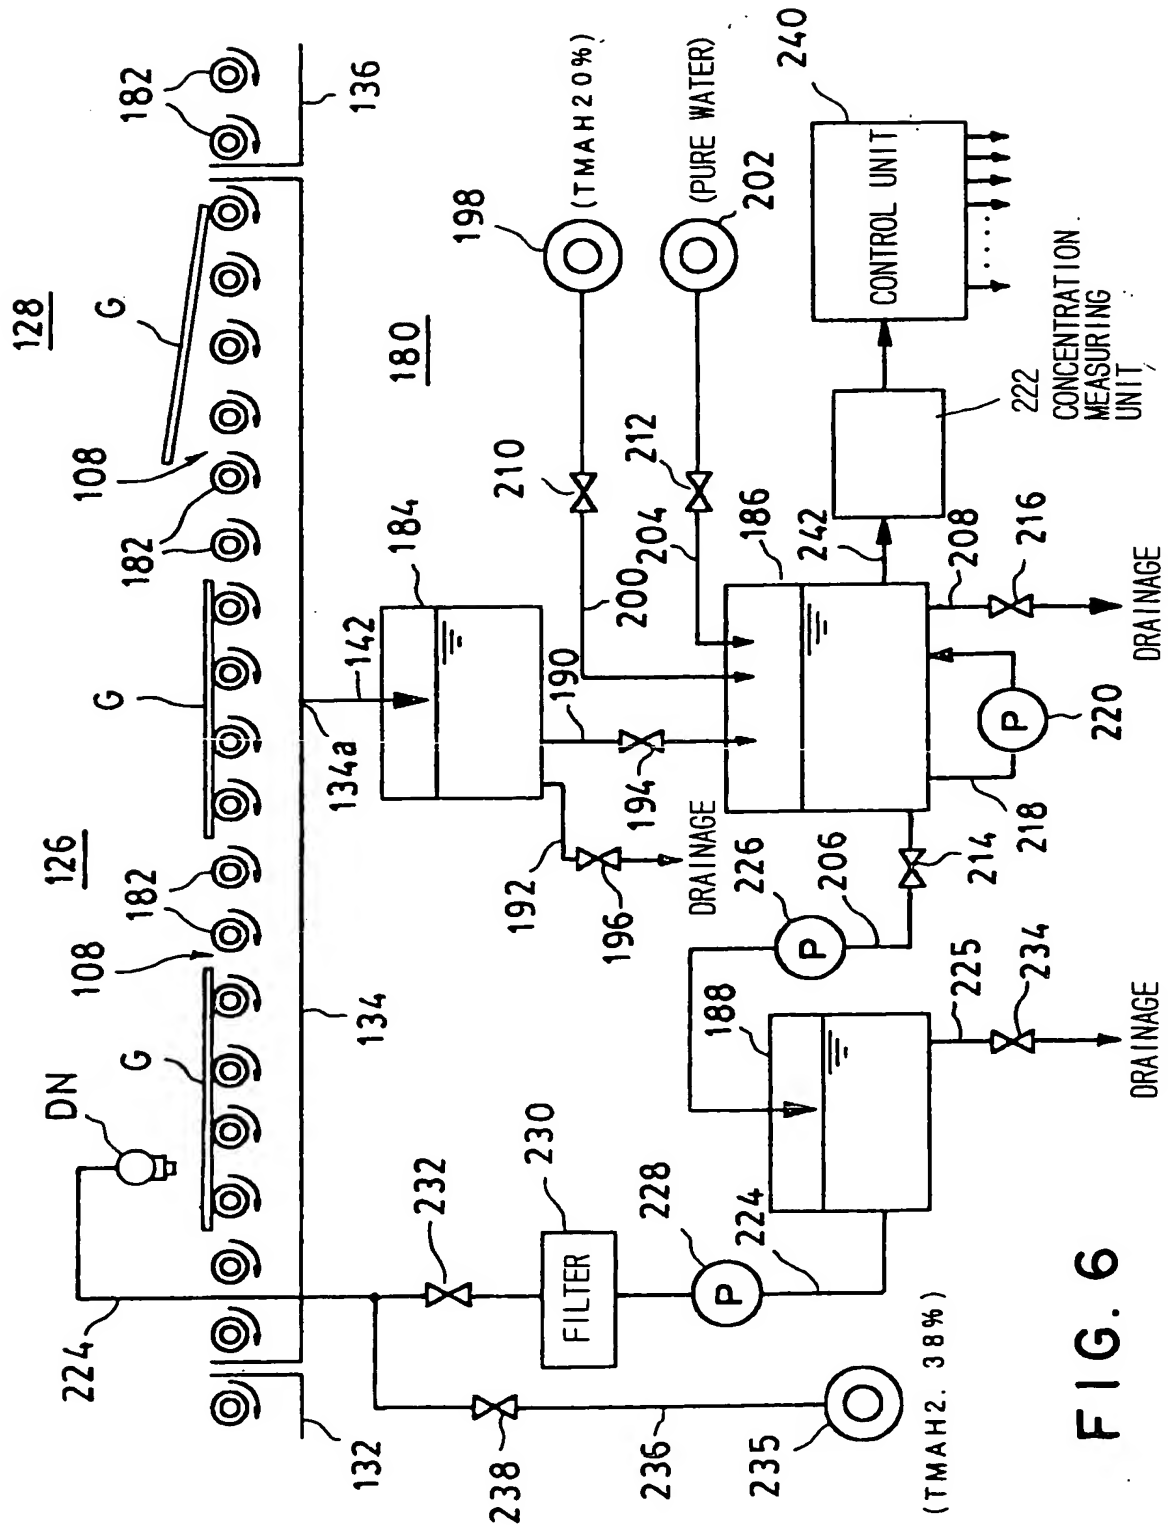 128
126
182
G
108
182
G
182
108
G
DN
224
136
134a
134
132
142
180
184
190
192
194
196
DRAINAGE
198
(TMAH20%)
200
210
(PURE WATER)
202
204
212
186
242
240
CONTROL UNIT
222
CONCENTRATION
MEASURING
UNIT
208
216
DRAINAGE
P
220
218
214
206
226
P
188
225
234
DRAINAGE
224
228
P
230
FILTER
232
238
236
235
(TMAH2. 38%)
FIG. 6